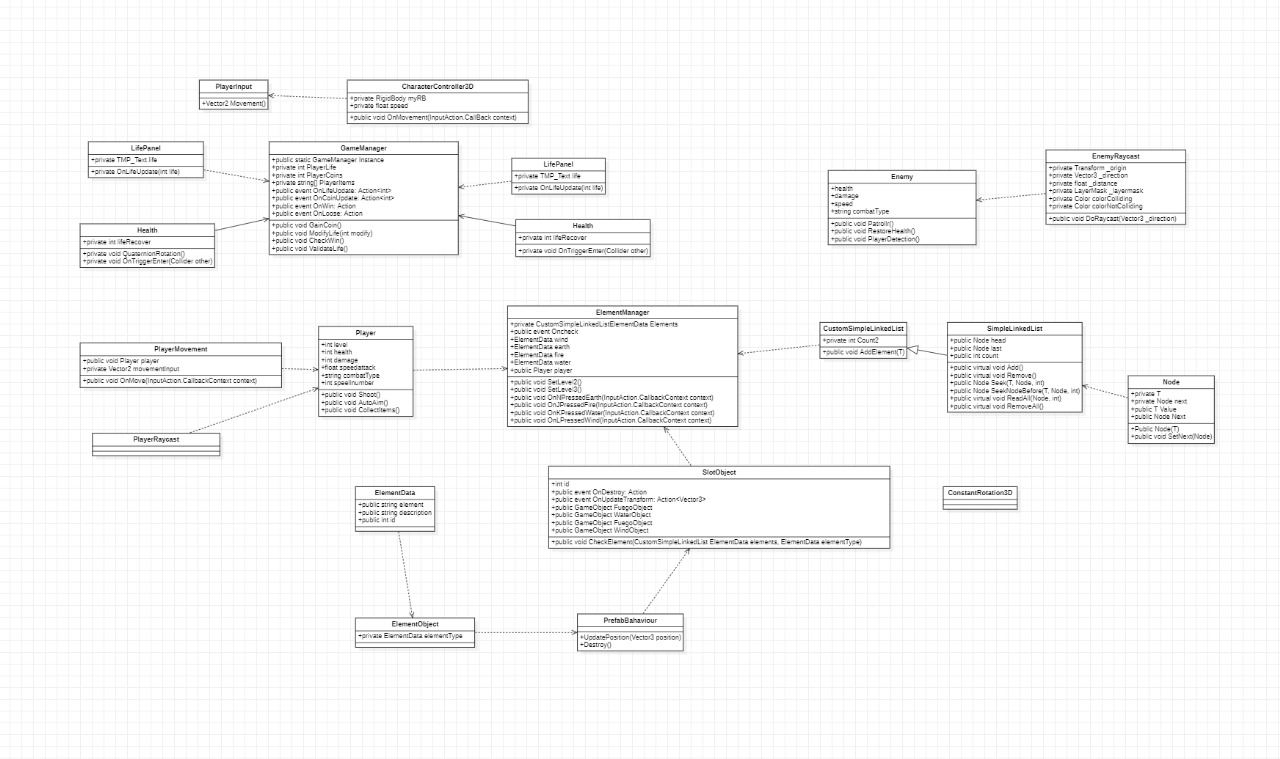 PlayerInput
+Vector2 Movement()
CharacterController3D
+private RigidBody myRB
+private float speed
+public void OnMovement(InputAction.CallBack context)
LifePanel
+private TMP_Text life
+private OnLifeUpdate(int life)
GameManager
+public static GameManager Instance
+private int PlayerLife
+private int PlayerCoins
+private string[] PlayerItems
+public event OnLifeUpdate: Action<int>
+public event OnCoinUpdate: Action<int>
+public event OnWin: Action
+public event OnLoose: Action
+public void GainCoin()
+public void ModifyLife(int modify)
+public void CheckWin()
+public void ValidateLife()
LifePanel
+private TMP_Text life
+private OnLifeUpdate(int life)
Health
+private int lifeRecover
+private void QuaternionRotation()
+private void OnTriggerEnter(Collider other)
Health
+private int lifeRecover
+private void OnTriggerEnter(Collider other)
Enemy
+health
+damage
+speed
+string combatType
+public void Patrollr()
+public void RestoreHealth()
+public void PlayerDetection()
EnemyRaycast
+private Transform _origin
+private Vector3 _direction
+private float _distance
+private LayerMask _layermask
+private Color colorColliding
+private Color colorNotColliding
+public void DoRaycast(Vector3 _direction)
PlayerMovement
+public void Player player
+private Vector2 movementInput
+public void OnMove(InputAction.CallbackContext context)
Player
+int level
+int health
+int damage
+float speedattack
+string combatType
+int speellnumber
+public void Shoot()
+public void AutoAim()
+public void CollectItems()
PlayerRaycast
ElementManager
+private CustomSimpleLinkedListElementData Elements
+public event Oncheck
+ElementData wind
+ElementData earth
+ElementData fire
+ElementData water
+public Player player
+public void SetLevel2()
+public void SetLevel3()
+public void OnNPressedEarth(InputAction.CallbackContext context)
+public void OnJPressedFire(InputAction.CallbackContext context)
+public void OnKPressedWater(InputAction.CallbackContext context)
+public void OnLPressedWind(InputAction.CallbackContext context)
CustomSimpleLinkedList
+private int Count2
+public void AddElement(T)
SimpleLinkedList
+public Node head
+public Node last
+public int count
+public virtual void Add()
+public void Remove()
+public Node Seek(T, Node, int)
+public Node SeekNodeBefore(T, Node, int)
+public virtual void ReadAll(Node, int)
+public virtual void RemoveAll()
Node
+private T
+private Node next
+public T Value
+public Node Next
+Public Node(T)
+public void SetNext(Node)
SlotObject
+int id
+public event OnDestroy: Action
+public event OnUpdateTransform: Action<Vector3>
+public GameObject FuegoObject
+public GameObject WaterObject
+public GameObject FuegoObject
+public GameObject WindObject
+public void CheckElement(CustomSimpleLinkedList ElementData elements, ElementData elementType)
ElementData
+public string element
+public string description
+public int id
ConstantRotation3D
ElementObject
+private ElementData elementType
PrefabBahaviour
+UpdatePosition(Vector3 position)
+Destroy()